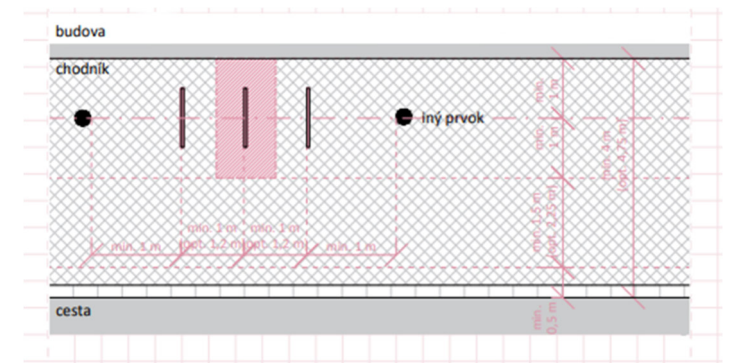 budova
chodník
iný prvok
min.
1 m
min.
1 m
min. 4 m
(opt. 4,75 m)
min. 1 m
min. 1 m
(opt. 1,2 m)
min. 1 m
(opt. 1,2 m)
min. 1 m
min. 1,5 m
(opt. 2,25 m)
min.
0,5 m
cesta